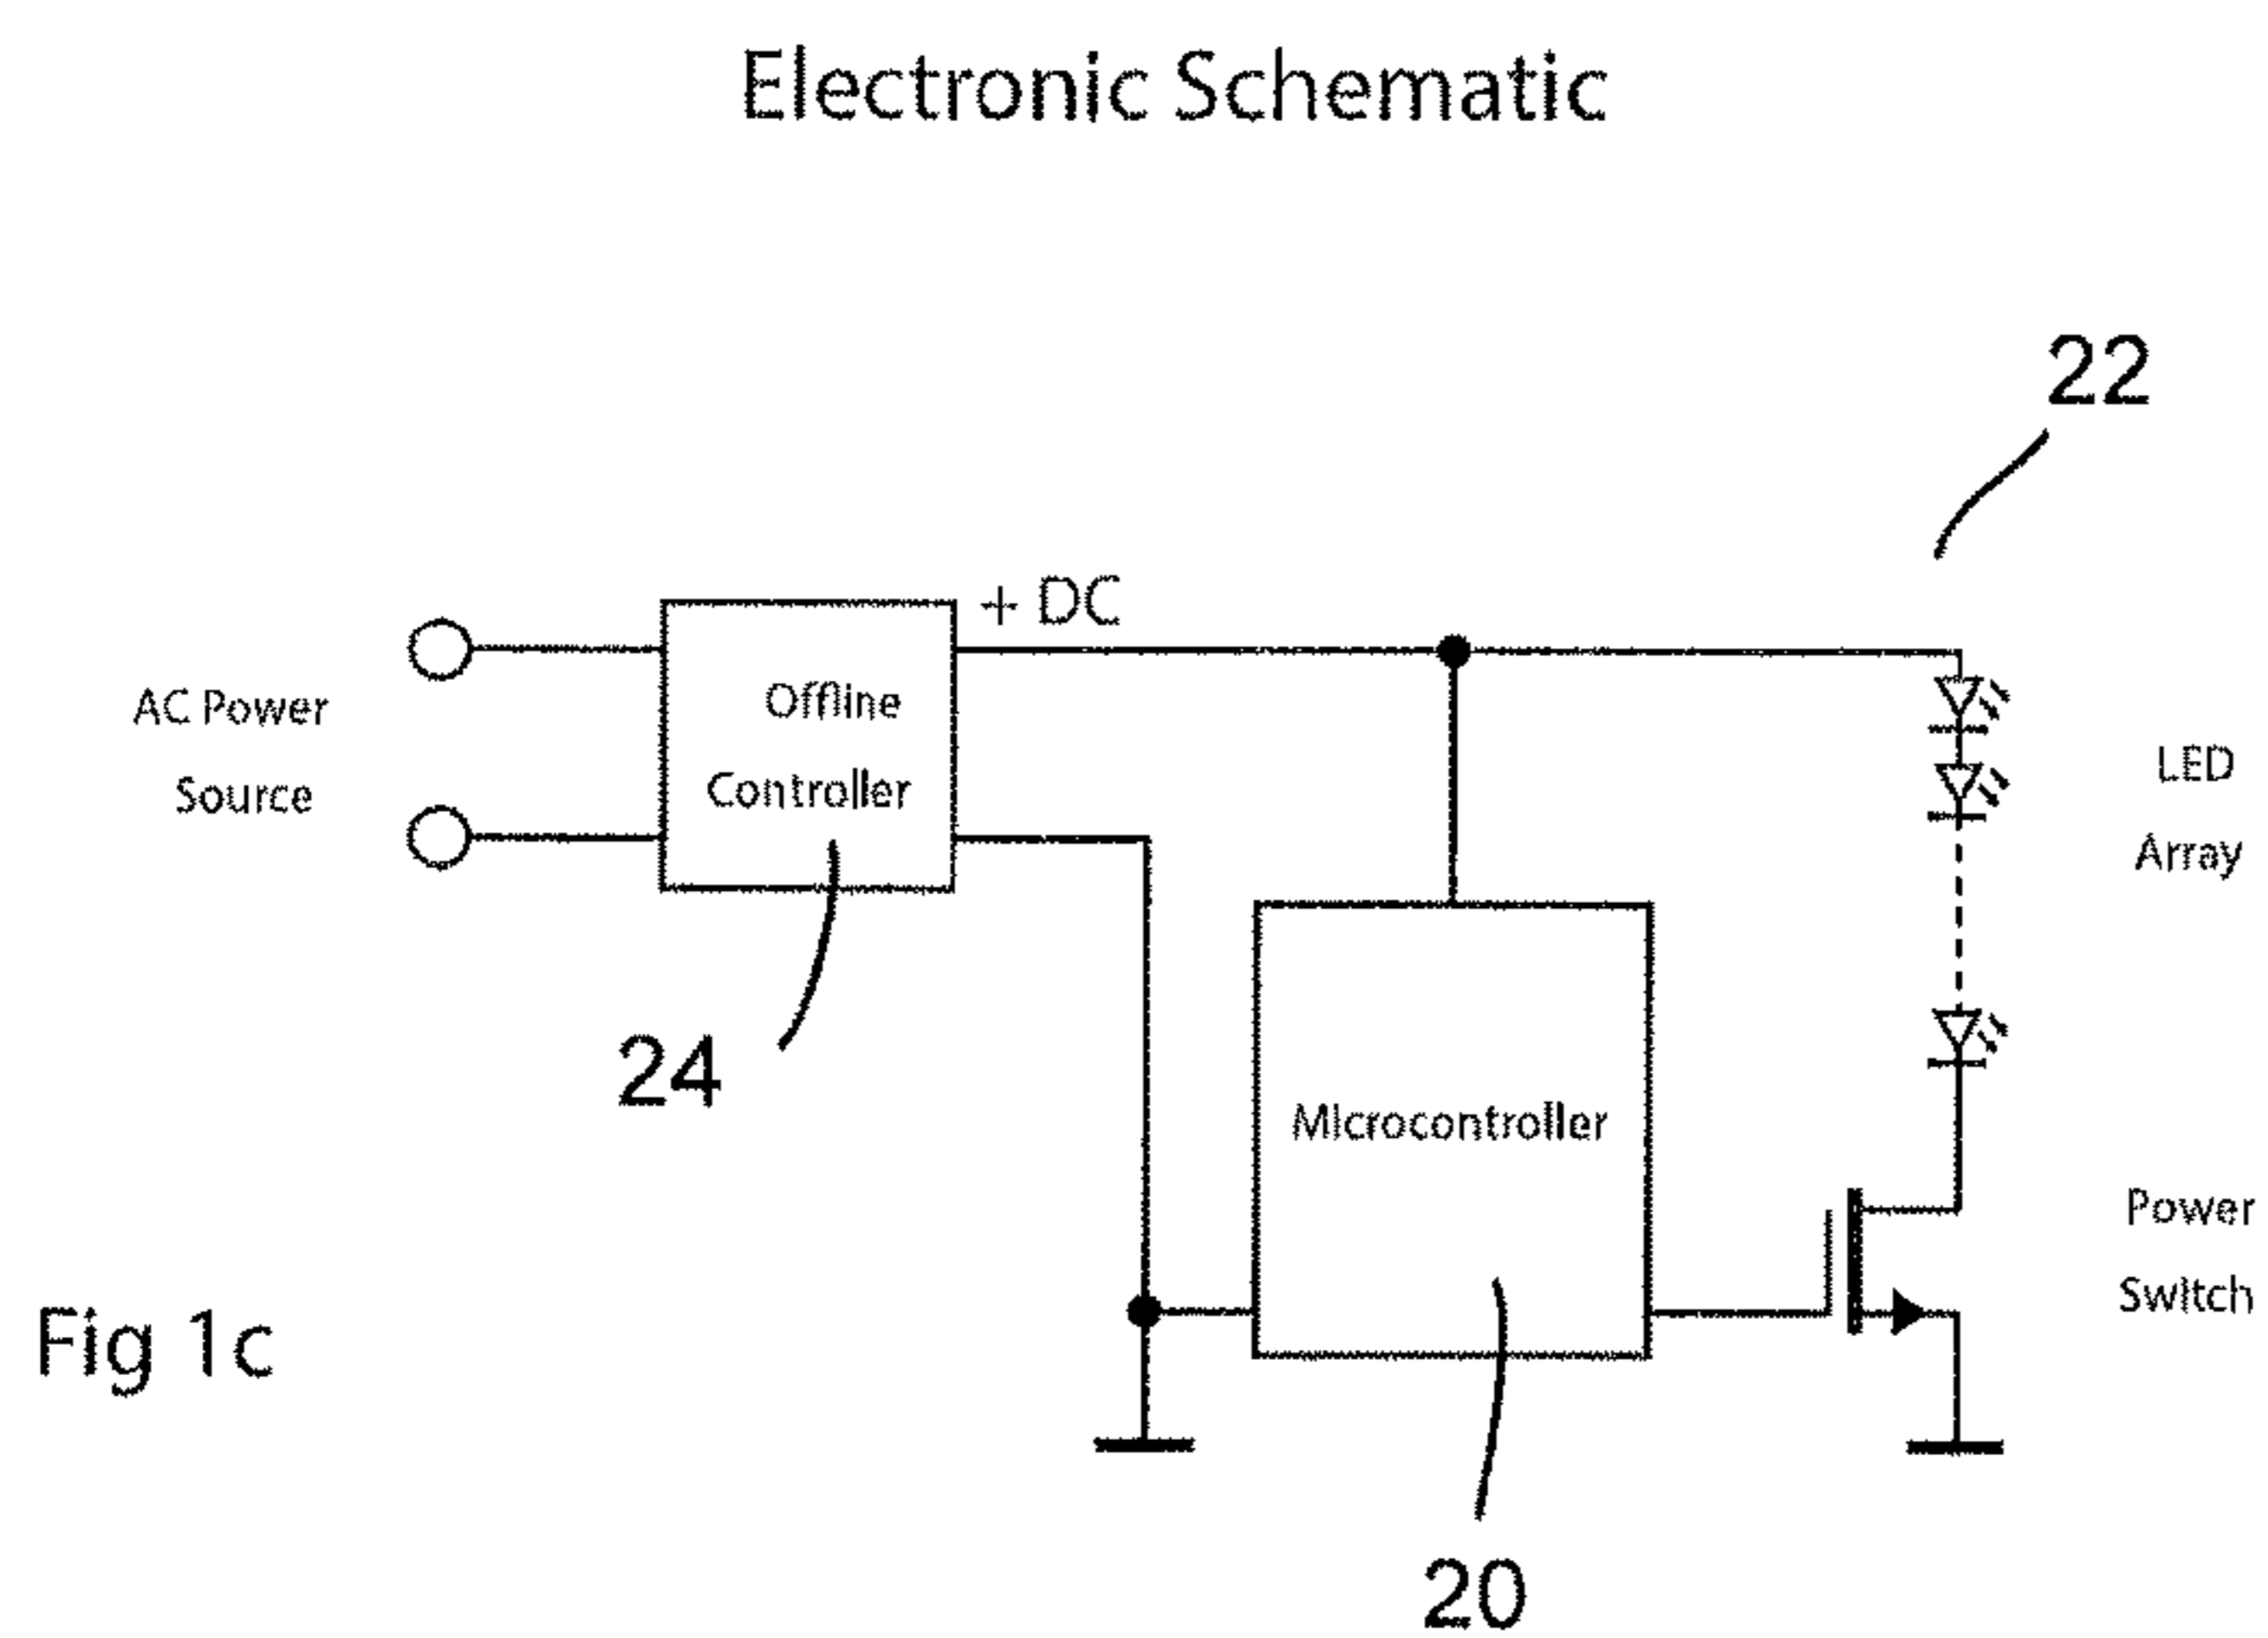 Electronic Schematic
22
+ DC
AC Power
Source
Offline
Controller
LED
Array
24
Microcontroller
Power
Switch
Fig 1c
20